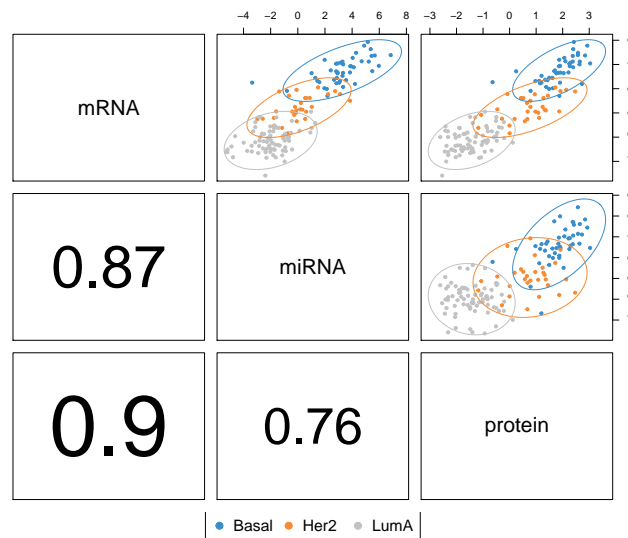 −4 −2 0 2 4 6 8 −3 −2 −1 0 1 2 3
mRNA
0.87 miRNA
0.9 0.76 protein
Basal Her2 LumA